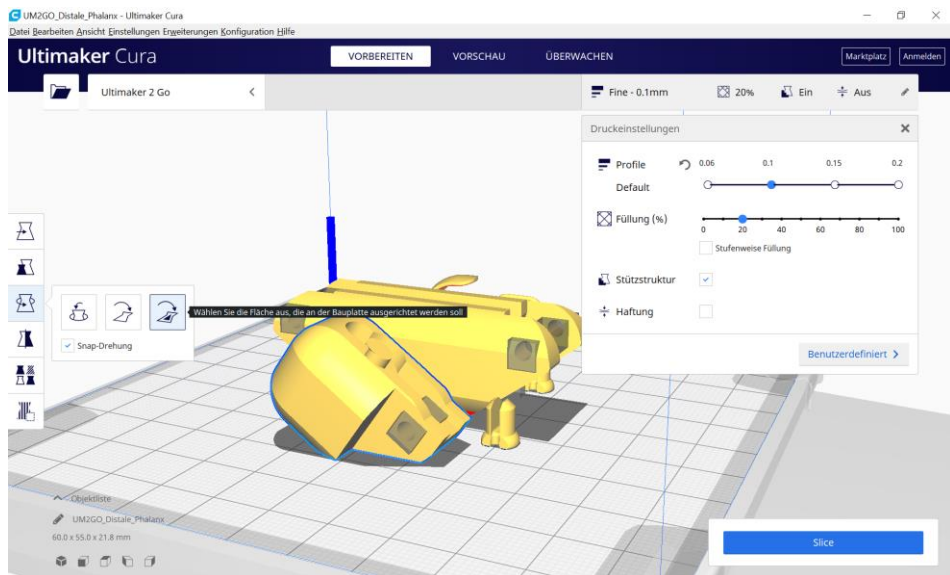 UM2GO_Distale_Phalanx - Ultimaker Cura
Datei Bearbeiten Ansicht Einstellungen Erweiterungen Konfiguration Hilfe
Ultimaker Cura
VORBEREITEN
VORSCHAU
ÜBERWACHEN
Marktplatz
Anmelden
Ultimaker 2 Go
Fine - 0.1mm
20%
Ein
Aus
Druckeinstellungen
Profile
0.06 0.1 0.15 0.2
Default
Füllung (%)
0 20 40 60 80 100
Stufenweise Füllung
Stützstruktur
Haftung
Benutzerdefiniert
Wählen Sie die Fläche aus, die an der Bauplatte ausgerichtet werden soll
Snap-Drehung
Objektliste
UM2GO_Distale_Phalanx
60.0 x 55.0 x 21.8 mm
Slice